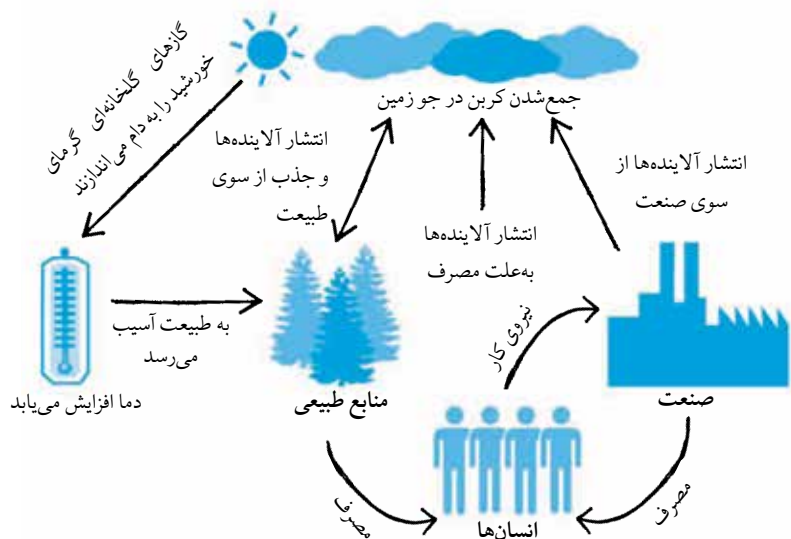 گازهای گلخانه‌ای گرمای
خورشید را به دام می‌اندازند
جمع‌شدن کربن در جو زمین
انتشار آلاینده‌ها
و جذب از سوی
طبیعت
انتشار آلاینده‌ها
به‌علت مصرف
انتشار آلاینده‌ها از
سوی صنعت
به طبیعت آسیب
می‌رسد
نیروی کار
دما افزایش می‌یابد
منابع طبیعی
صنعت
مصرف
مصرف
انسان‌ها